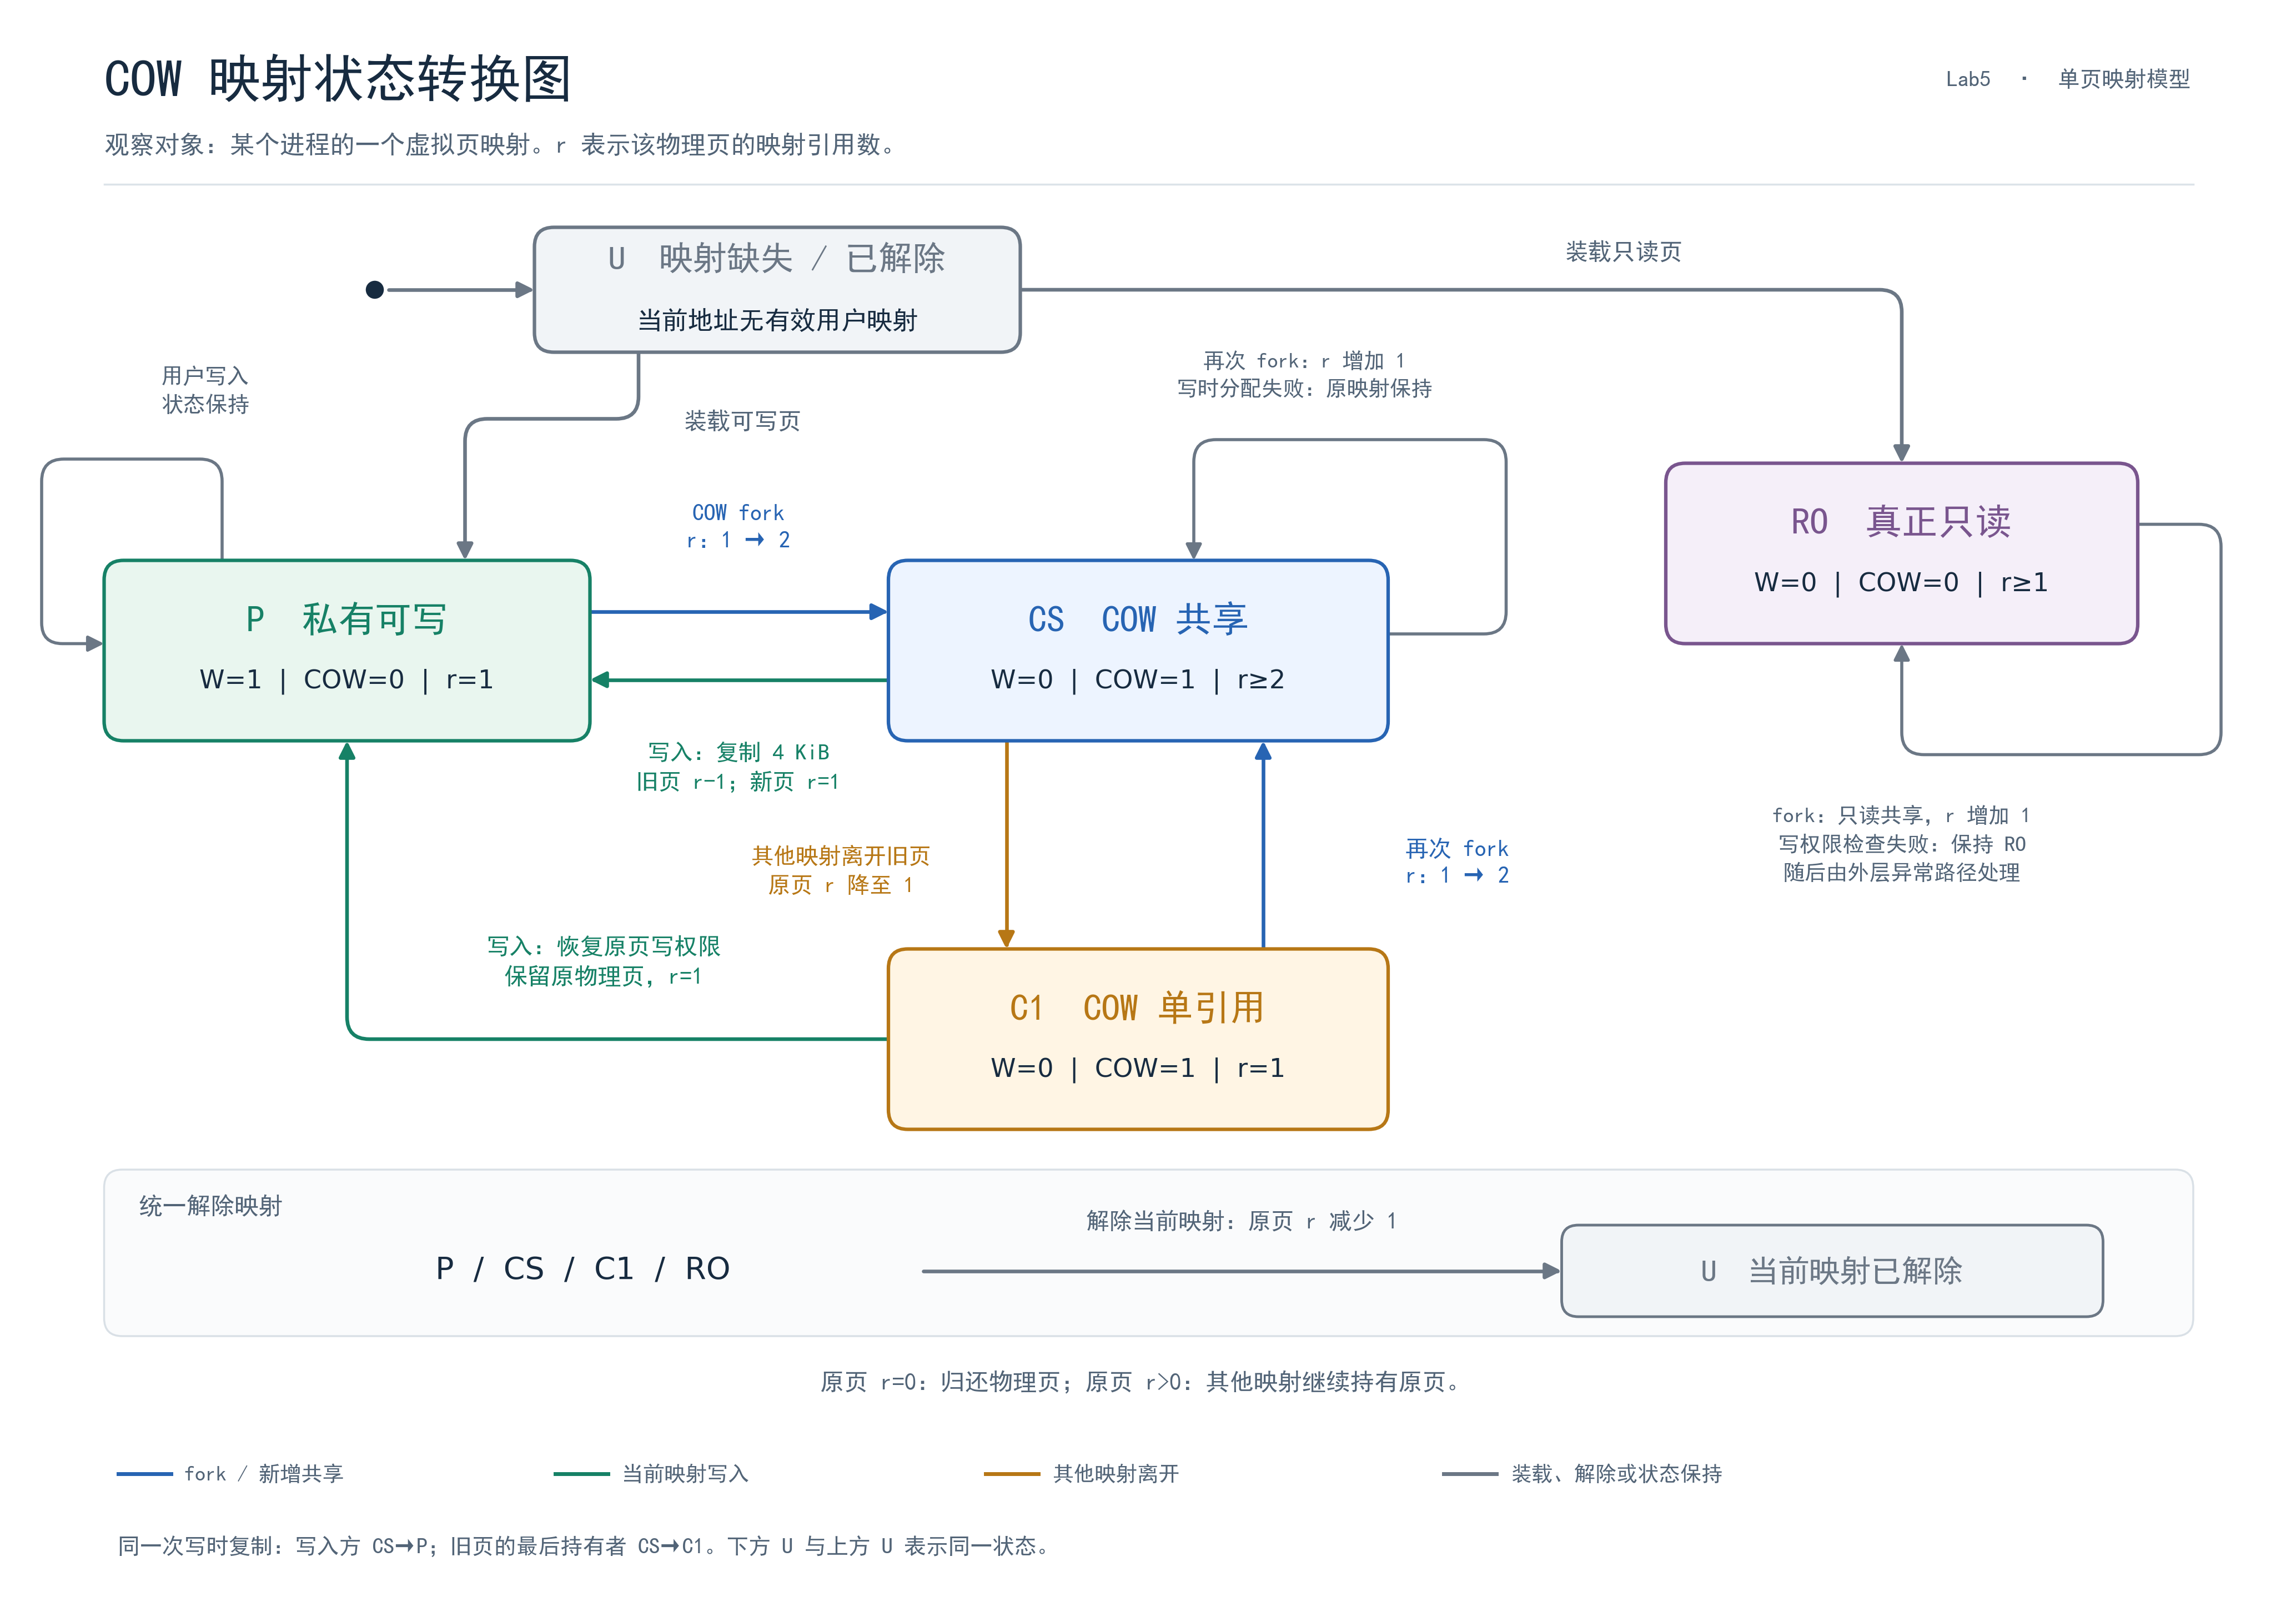 COW 映射状态转换图
Lab5 · 单页映射模型
观察对象：某个进程的一个虚拟页映射。r 表示该物理页的映射引用数。
U 映射缺失 / 已解除
当前地址无有效用户映射
装载只读页
用户写入
状态保持
装载可写页
再次 fork：r 增加 1
写时分配失败：原映射保持
COW fork
r：1 → 2
P 私有可写
W=1 | COW=0 | r=1
CS COW 共享
W=0 | COW=1 | r≥2
RO 真正只读
W=0 | COW=0 | r≥1
写入：复制 4 KiB
旧页 r−1；新页 r=1
其他映射离开旧页
原页 r 降至 1
再次 fork
r：1 → 2
fork：只读共享，r 增加 1
写权限检查失败：保持 RO
随后由外层异常路径处理
写入：恢复原页写权限
保留原物理页，r=1
C1 COW 单引用
W=0 | COW=1 | r=1
统一解除映射
P / CS / C1 / RO
解除当前映射：原页 r 减少 1
U 当前映射已解除
原页 r=0：归还物理页；原页 r>0：其他映射继续持有原页。
fork / 新增共享
当前映射写入
其他映射离开
装载、解除或状态保持
同一次写时复制：写入方 CS→P；旧页的最后持有者 CS→C1。下方 U 与上方 U 表示同一状态。